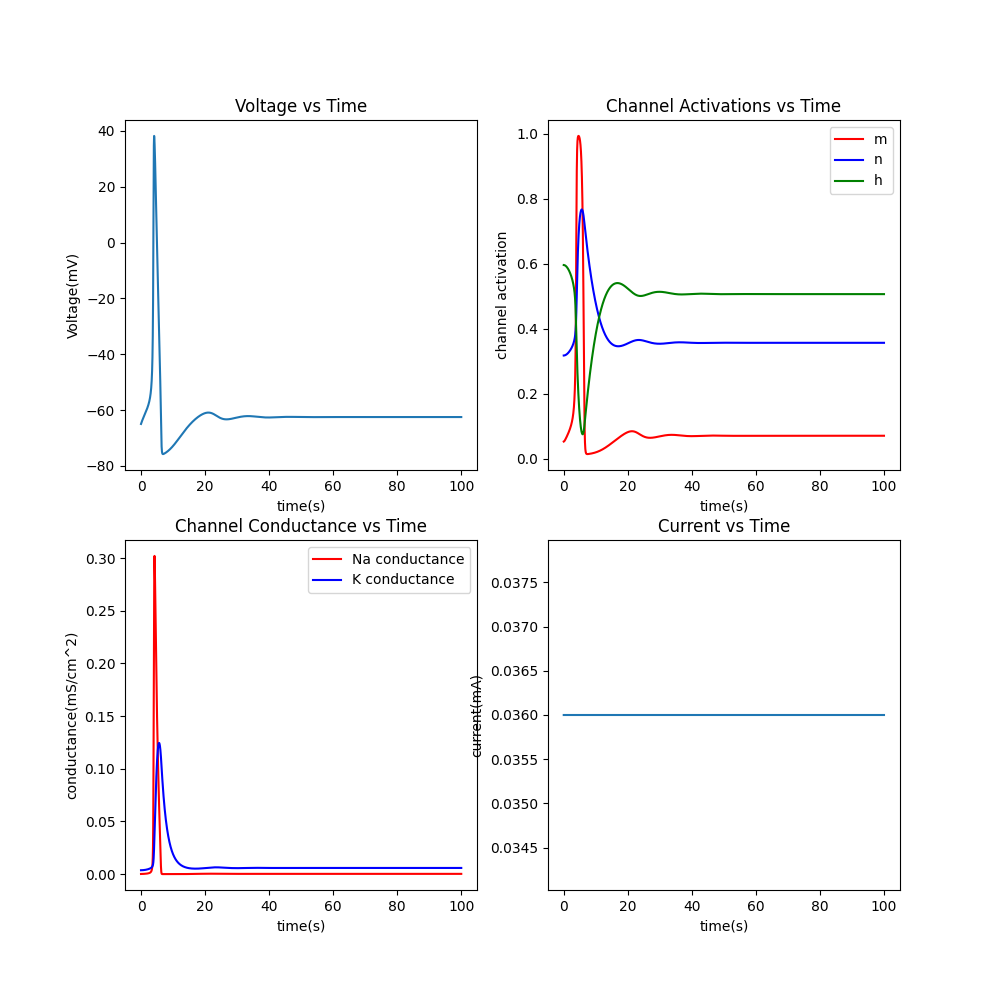 Voltage vs Time
40
20
0
−20
−40
−60
−80
Voltage(mV)
0 20 40 60 80 100
time(s)
Channel Activations vs Time
1.0
0.8
0.6
0.4
0.2
0.0
channel activation
m
n
h
0 20 40 60 80 100
time(s)
Channel Conductance vs Time
0.30
0.25
0.20
0.15
0.10
0.05
0.00
conductance(mS/cm^2)
Na conductance
K conductance
0 20 40 60 80 100
time(s)
Current vs Time
0.0375
0.0370
0.0365
0.0360
0.0355
0.0350
0.0345
current(mA)
0 20 40 60 80 100
time(s)